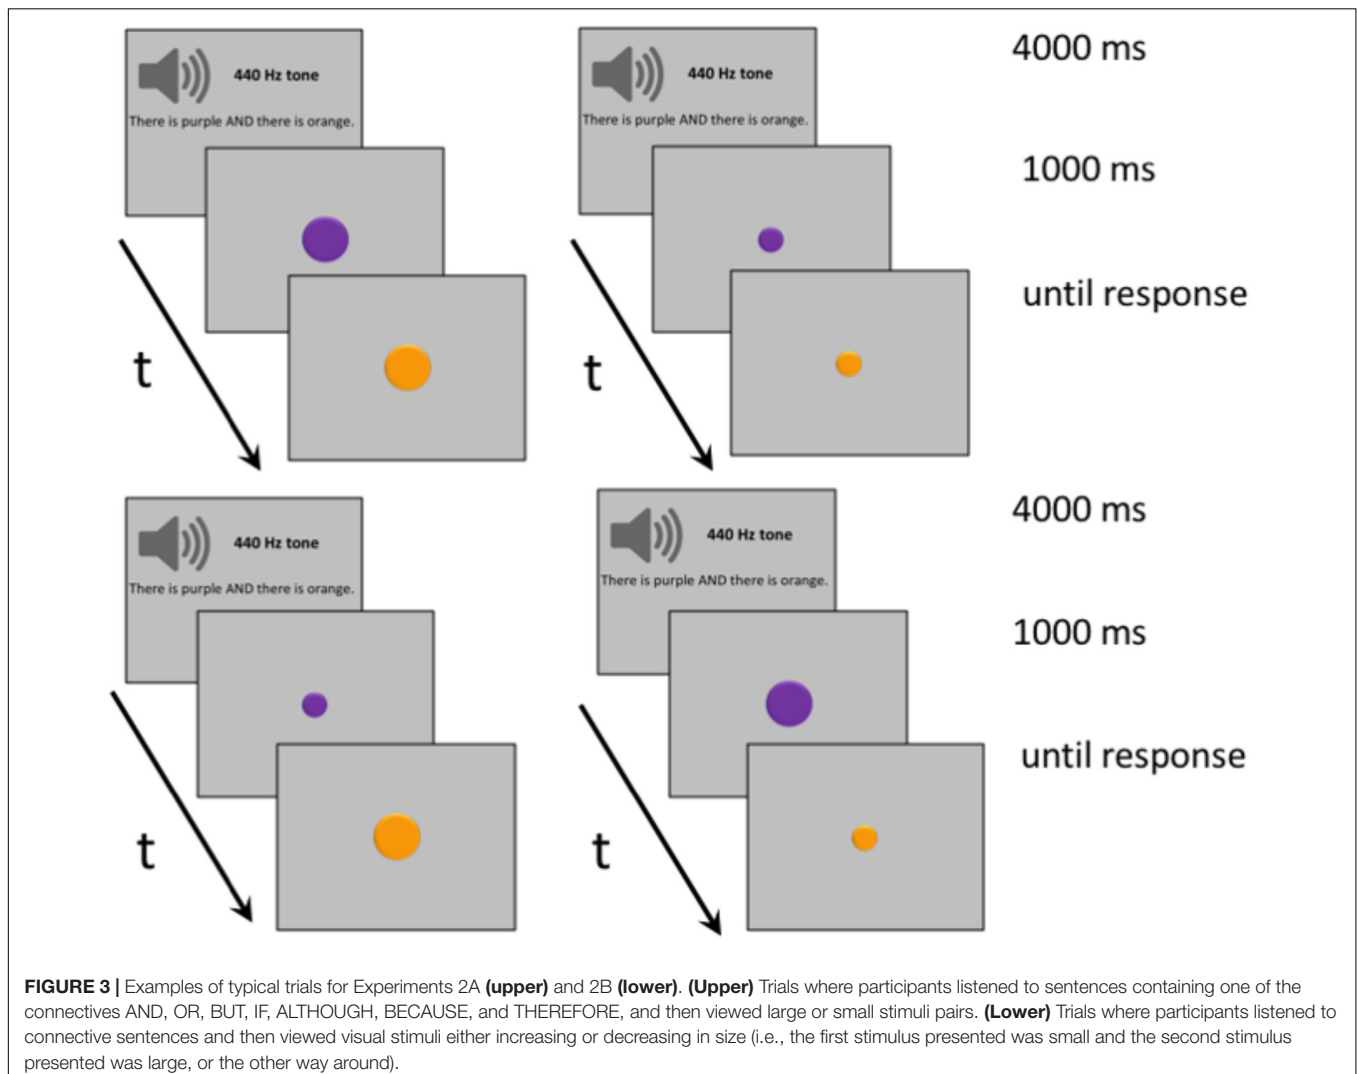 440 Hz tone
There is purple AND there is orange.
t
440 Hz tone
There is purple AND there is orange.
t
4000 ms
1000 ms
until response
440 Hz tone
There is purple AND there is orange.
t
440 Hz tone
There is purple AND there is orange.
t
4000 ms
1000 ms
until response
FIGURE 3 | Examples of typical trials for Experiments 2A (upper) and 2B (lower). (Upper) Trials where participants listened to sentences containing one of the
connectives AND, OR, BUT, IF, ALTHOUGH, BECAUSE, and THEREFORE, and then viewed large or small stimuli pairs. (Lower) Trials where participants listened to
connective sentences and then viewed visual stimuli either increasing or decreasing in size (i.e., the first stimulus presented was small and the second stimulus
presented was large, or the other way around).